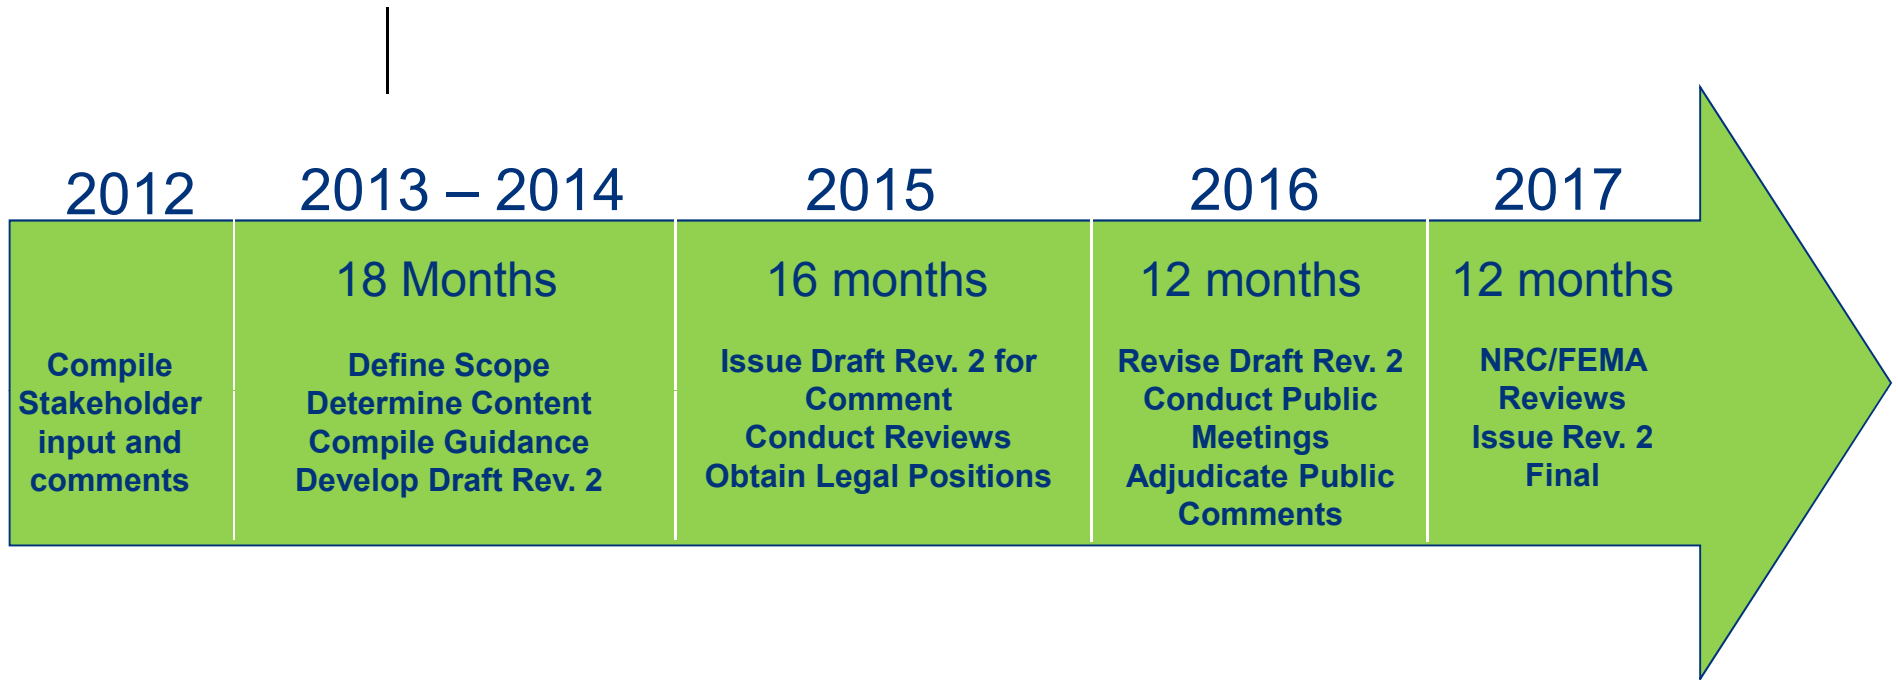 2012
2013 – 2014
2015
2016
2017
18 Months
16 months
12 months
12 months
Compile
Stakeholder
input and
comments
Define Scope
Determine Content
Compile Guidance
Develop Draft Rev. 2
Issue Draft Rev. 2 for
Comment
Conduct Reviews
Obtain Legal Positions
Revise Draft Rev. 2
Conduct Public
Meetings
Adjudicate Public
Comments
NRC/FEMA
Reviews
Issue Rev. 2
Final